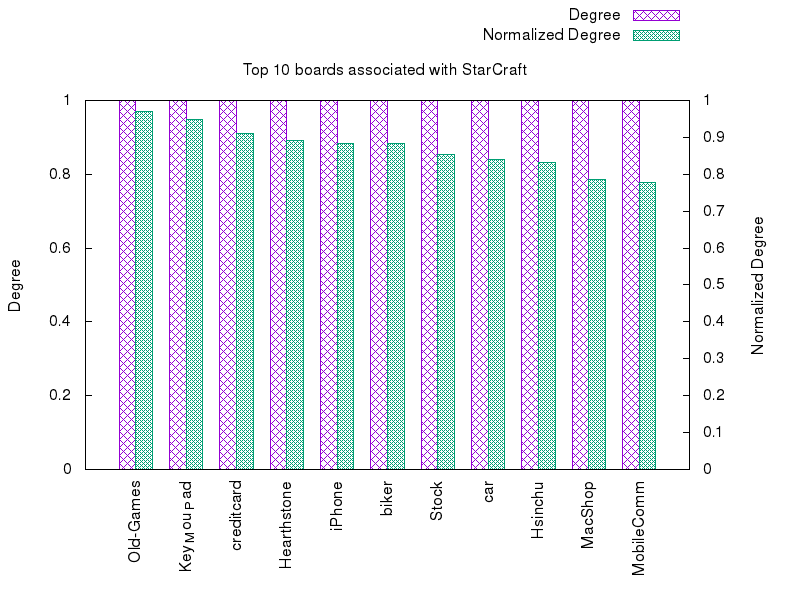 Degree
Normalized Degree
Top 10 boards associated with StarCraft
1
0.8
0.6
0.4
0.2
0
Degree
1
0.9
0.8
0.7
0.6
0.5
0.4
0.3
0.2
0.1
0
Normalized Degree
Old-Games
KeyMouPad
creditcard
Hearthstone
iPhone
biker
Stock
car
Hsinchu
MacShop
MobileComm